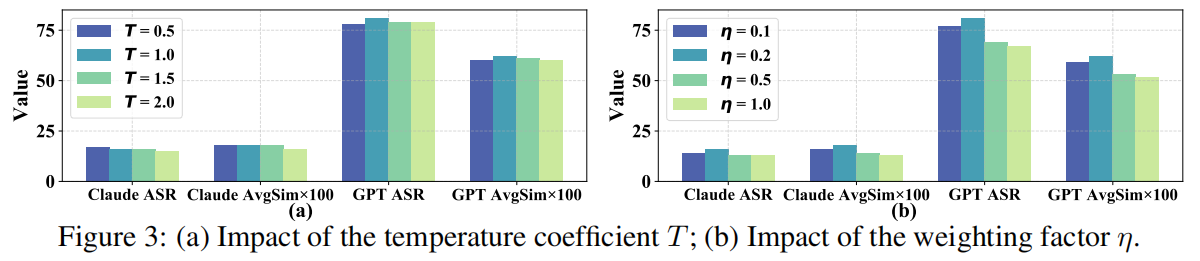 Value
75
50
25
0
T = 0.5
T = 1.0
T = 1.5
T = 2.0
Claude ASR
Claude AvgSim×100
GPT ASR
GPT AvgSim×100
(a)
Value
75
50
25
0
η = 0.1
η = 0.2
η = 0.5
η = 1.0
Claude ASR
Claude AvgSim×100
GPT ASR
GPT AvgSim×100
(b)
Figure 3: (a) Impact of the temperature coefficient T; (b) Impact of the weighting factor η.